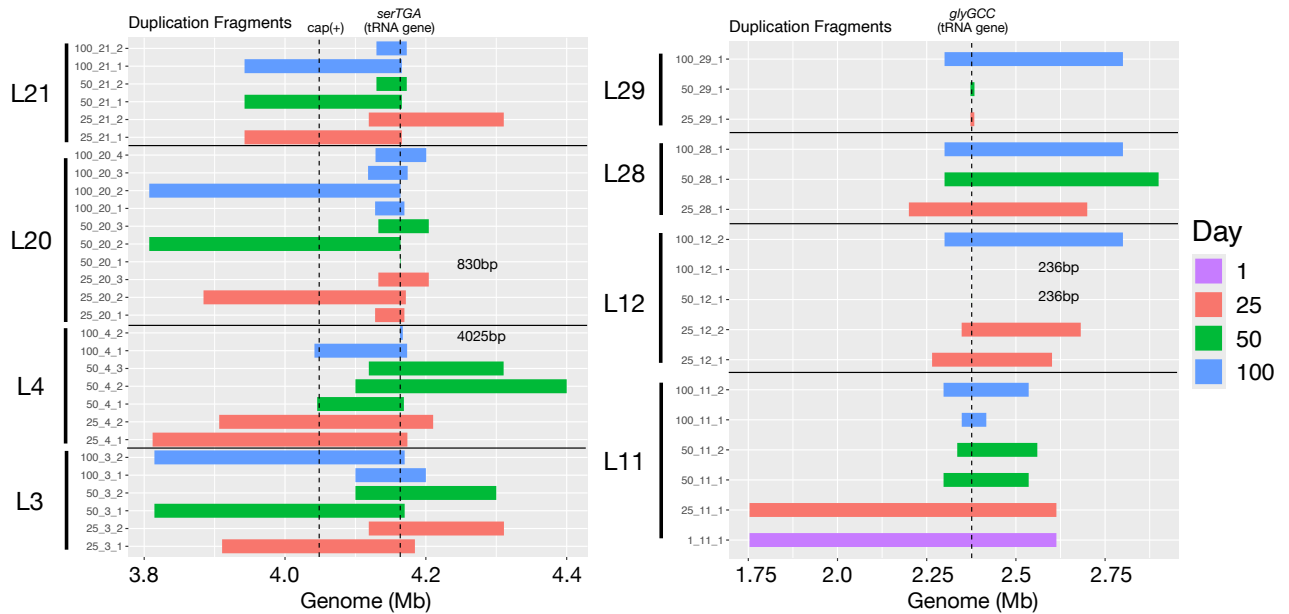 Duplication Fragments
cap(+)
serTGA
(tRNA gene)
L21
100_21_2
100_21_1
50_21_2
50_21_1
25_21_2
25_21_1
L20
100_20_4
100_20_3
100_20_2
100_20_1
50_20_3
50_20_2
50_20_1
830bp
25_20_3
25_20_2
25_20_1
L4
100_4_2
4025bp
100_4_1
50_4_3
50_4_2
50_4_1
25_4_2
25_4_1
L3
100_3_2
100_3_1
50_3_2
50_3_1
25_3_2
25_3_1
3.8
4.0
4.2
4.4
Genome (Mb)
Duplication Fragments
glyGCC
(tRNA gene)
L29
100_29_1
50_29_1
25_29_1
L28
100_28_1
50_28_1
25_28_1
L12
100_12_2
100_12_1
236bp
50_12_1
236bp
25_12_2
25_12_1
L11
100_11_2
100_11_1
50_11_2
50_11_1
25_11_1
1_11_1
1.75
2.0
2.25
2.5
2.75
Genome (Mb)
Day
1
25
50
100